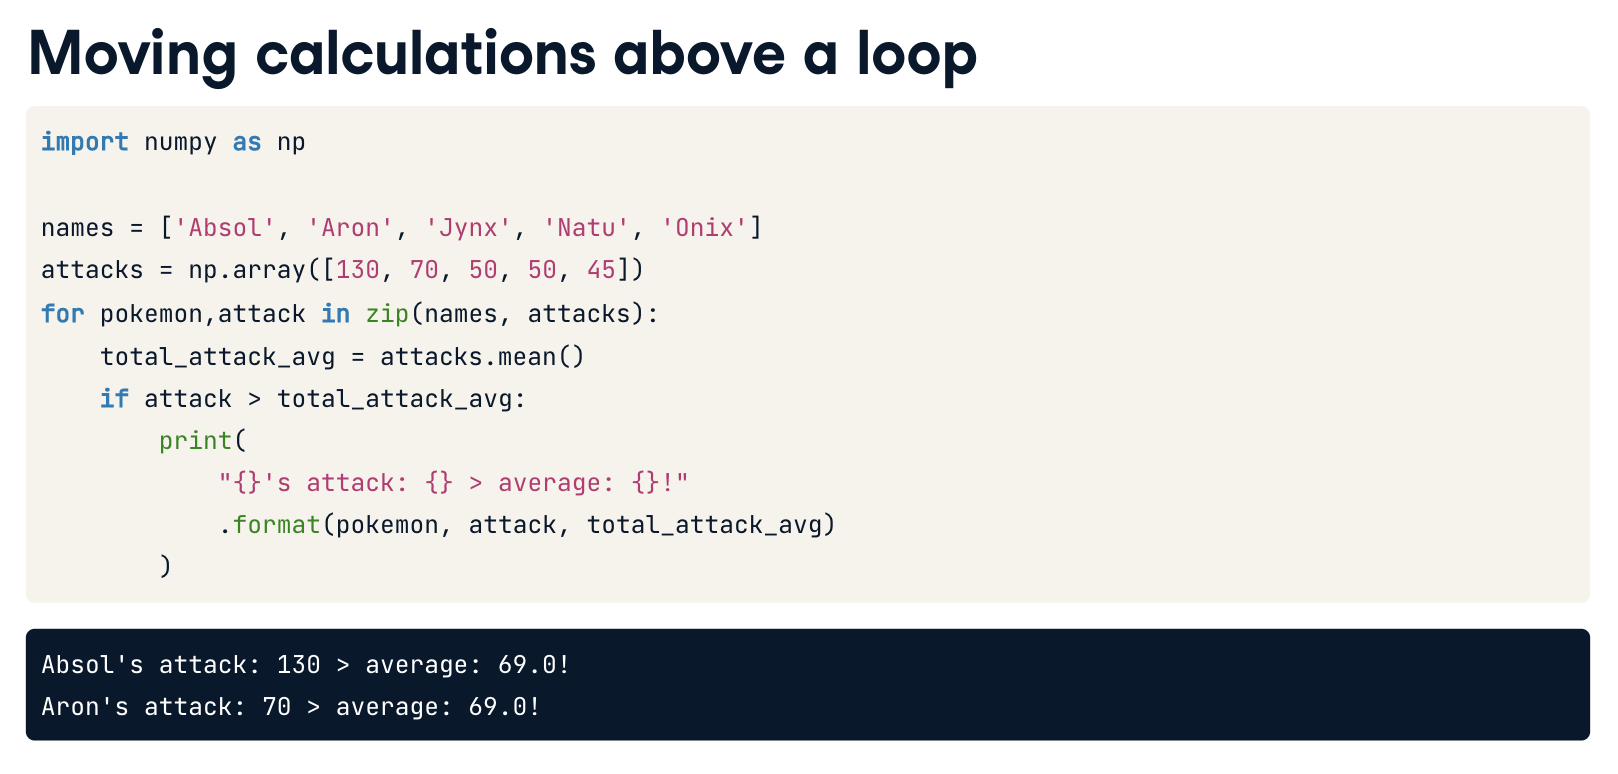 Moving calculations above a loop
import numpy as np
names = ['Absol', 'Aron', 'Jynx', 'Natu', 'Onix']
attacks = np.array([130, 70, 50, 50, 45])
for pokemon,attack in zip(names, attacks):
    total_attack_avg = attacks.mean()
    if attack > total_attack_avg:
        print(
            "{}'s attack: {} > average: {}!"
            .format(pokemon, attack, total_attack_avg)
        )
Absol's attack: 130 > average: 69.0!
Aron's attack: 70 > average: 69.0!